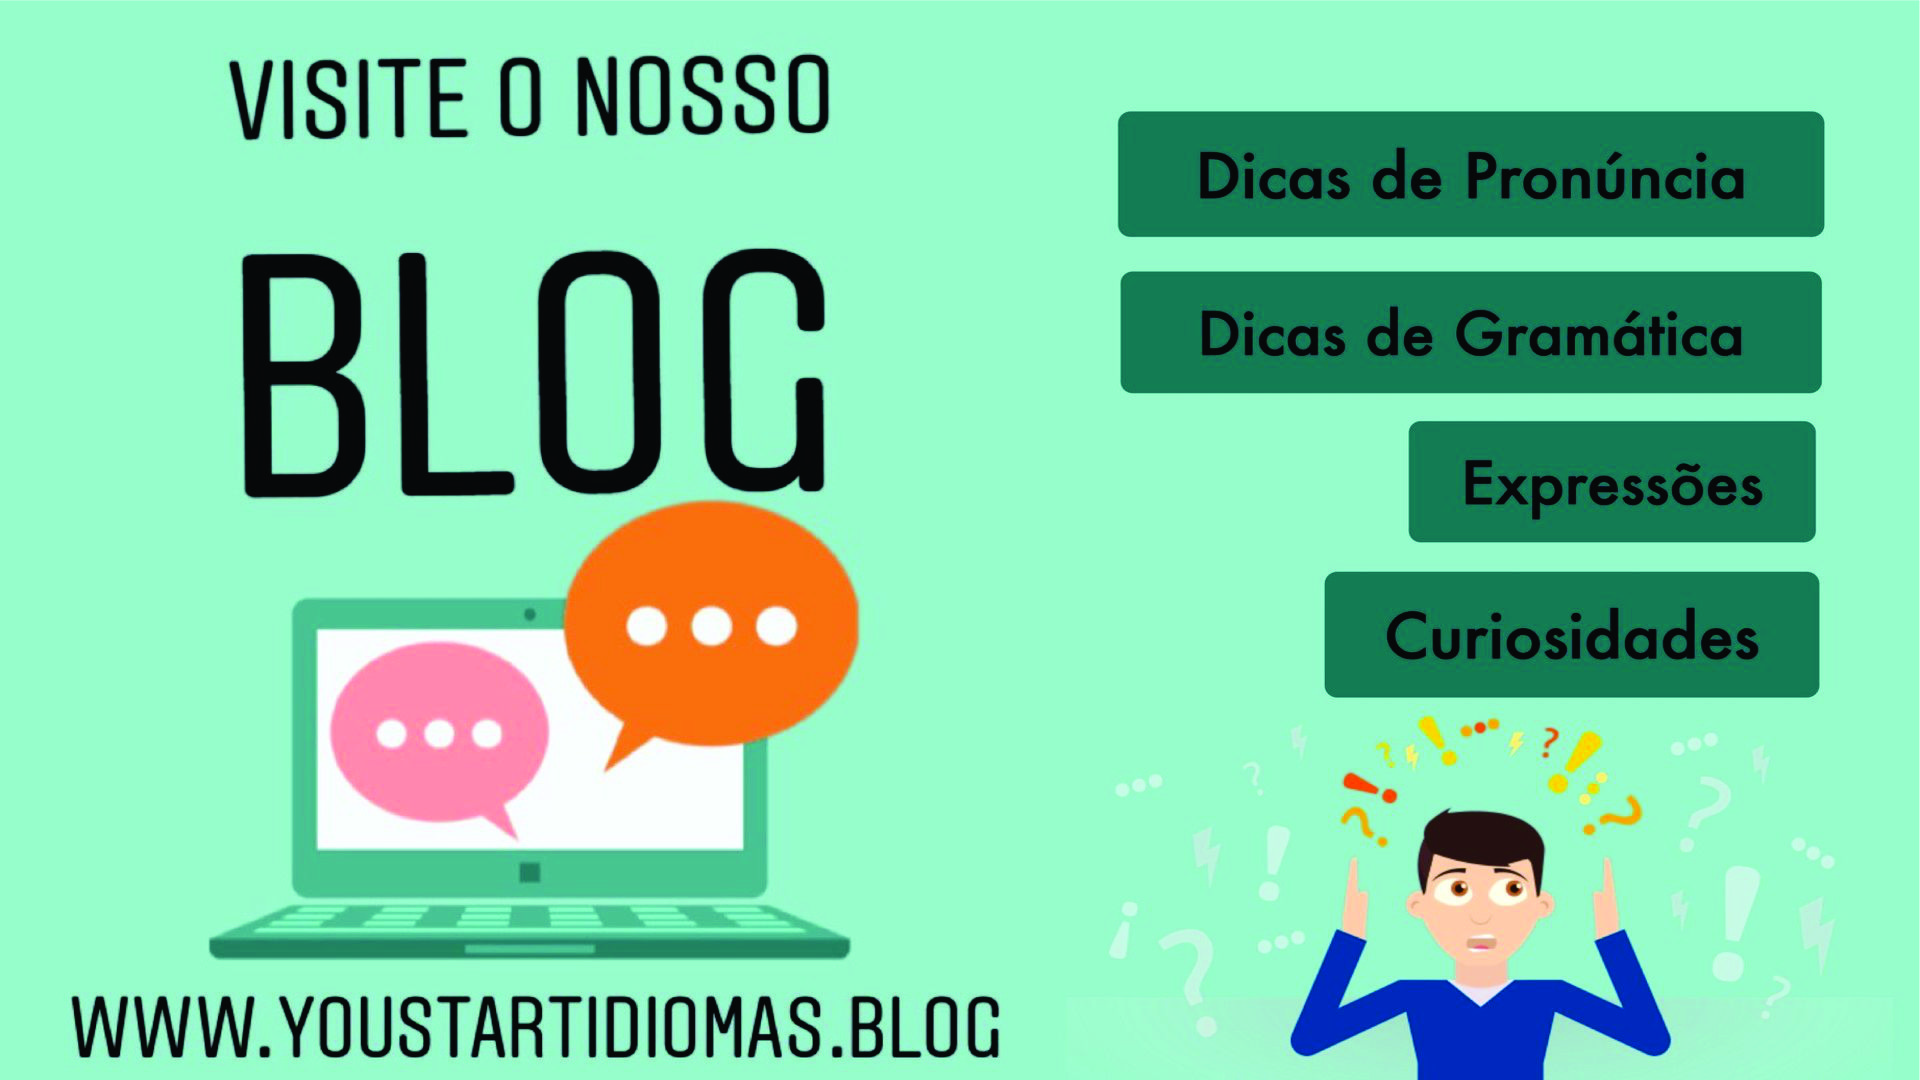 VISITE O NOSSO
BLOG
WWW.YOUSTARTIDIOMAS.BLOG
Dicas de Pronúncia
Dicas de Gramática
Expressões
Curiosidades